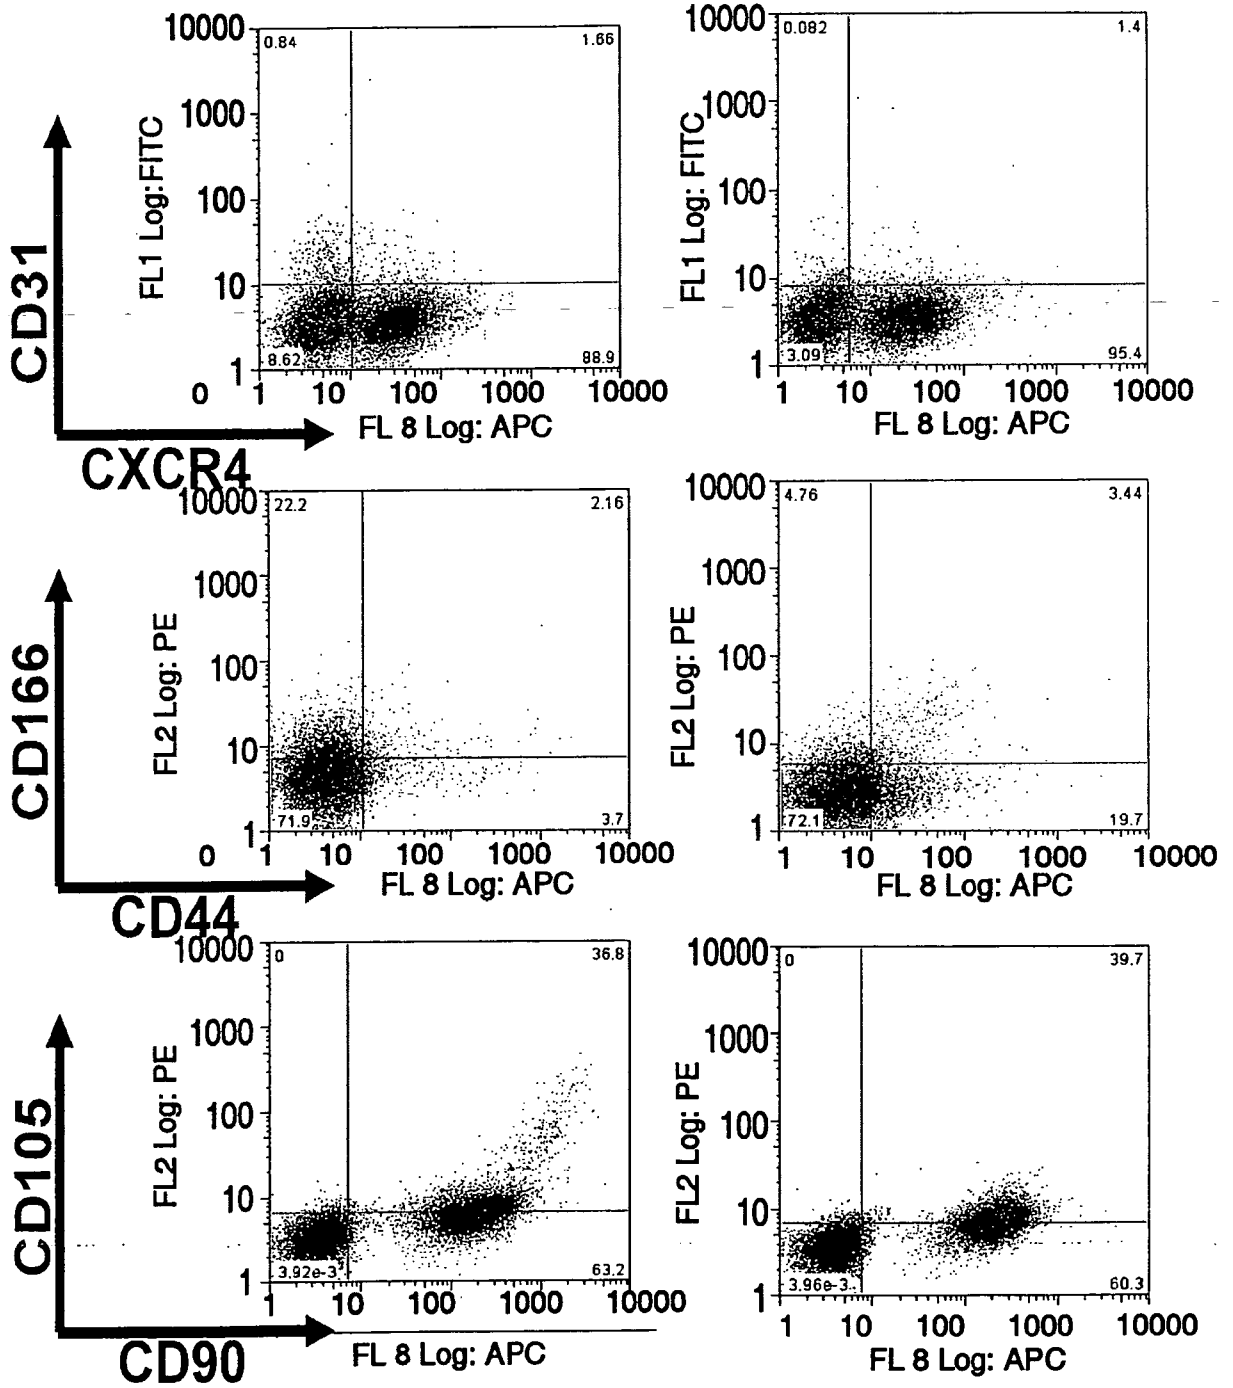 CD31
CXCR4
FL1 Log:FITC
10000
1000
100
10
1
0.84
1.66
8.62
88.9
0
1 10 100 1000 10000
FL 8 Log: APC
FL1 Log: FITC
10000
1000
100
10
1
0.082
1.4
3.09
95.4
1 10 100 1000 10000
FL 8 Log: APC
CD166
CD44
FL2 Log: PE
10000
1000
100
10
1
22.2
2.16
71.9
3.7
0
1 10 100 1000 10000
FL 8 Log: APC
FL2 Log: PE
10000
1000
100
10
1
4.76
3.44
72.1
19.7
1 10 100 1000 10000
FL 8 Log: APC
CD105
CD90
FL2 Log: PE
10000
1000
100
10
1
0
36.8
3.92e-3
63.2
1 10 100 1000 10000
FL 8 Log: APC
FL2 Log: PE
10000
1000
100
10
1
0
39.7
3.96e-3
60.3
1 10 100 1000 10000
FL 8 Log: APC